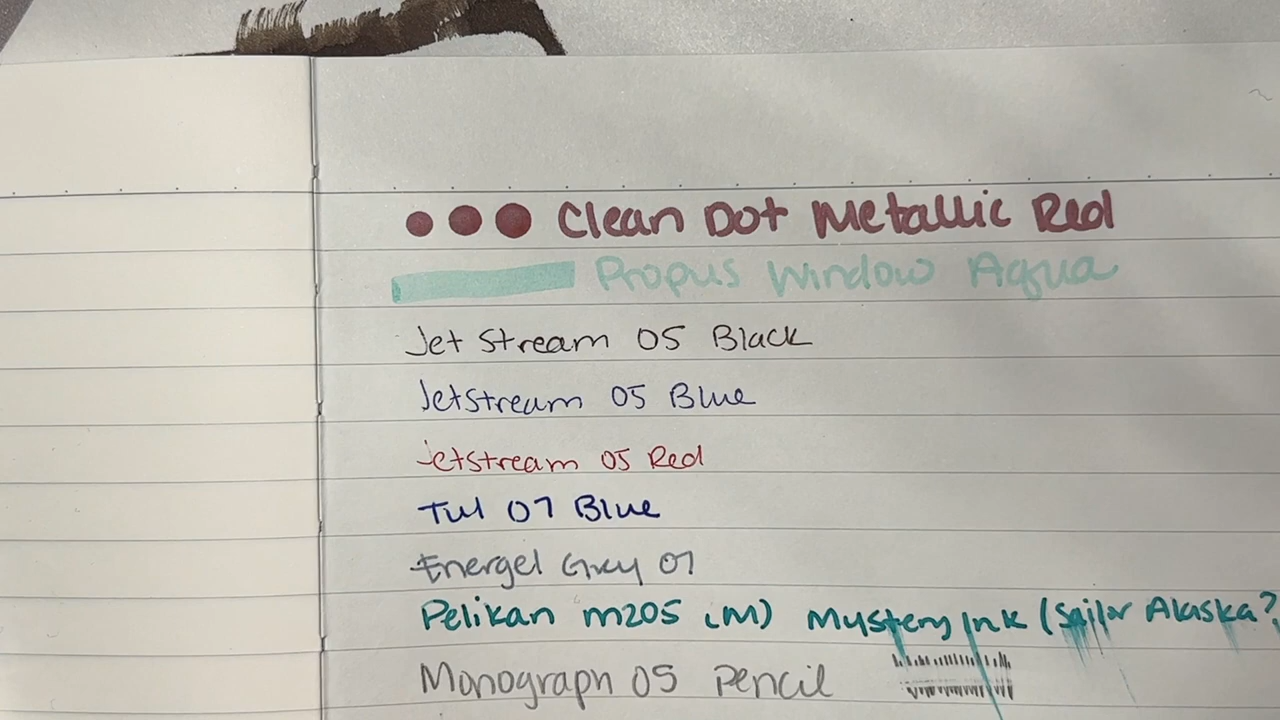 Clean Dot Metallic Red
Propus Window Aqua
Jet Stream 05 Black
Jetstream 05 Blue
Jetstream 05 Red
Tul 07 Blue
Energel Grey 07
Pelikan m205 (M) Mystery Ink (Sailor Alaska?
Monograph 05 Pencil